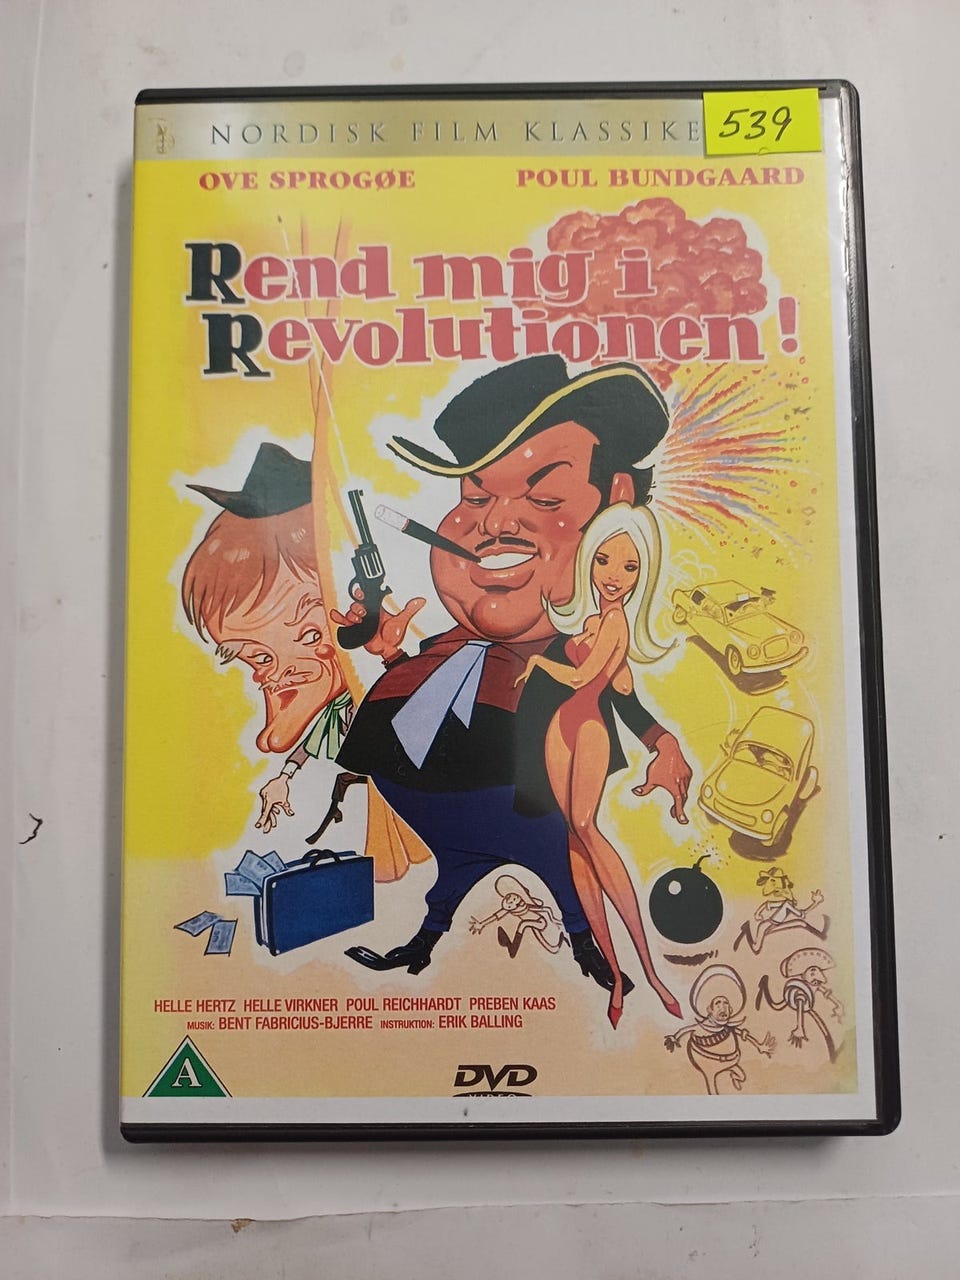 NORDISK FILM KLASSIKE
539
OVE SPROGØE POUL BUNDGAARD
Rend mig i
Revolutionen!
HELLE HERTZ HELLE VIRKNER POUL REICHHARDT PREBEN KAAS
MUSIK: BENT FABRICIUS-BJERRE INSTRUKTION: ERIK BALLING
A
DVD
VIDEO